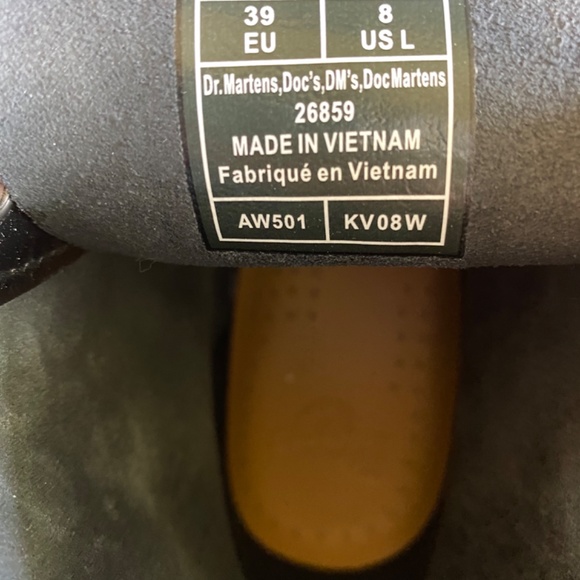 39 8
EU US L
Dr.Martens,Doc's,DM's,DocMartens
26859
MADE IN VIETNAM
Fabriqué en Vietnam
AW501 KV08W